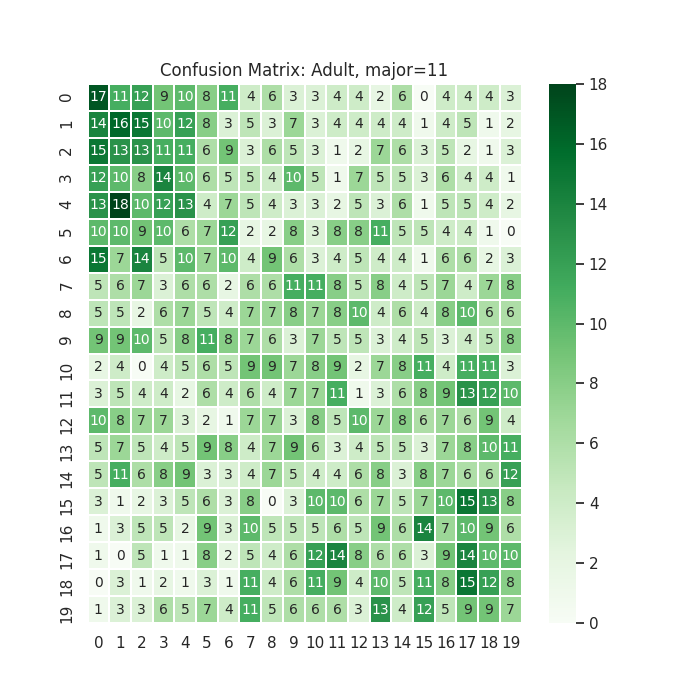 Confusion Matrix: Adult, major=11
0 17 11 12 9 10 8 11 4 6 3 3 4 4 2 6 0 4 4 4 3
1 14 16 15 10 12 8 3 5 3 7 3 4 4 4 4 1 4 5 1 2
2 15 13 13 11 11 6 9 3 6 5 3 1 2 7 6 3 5 2 1 3
3 12 10 8 14 10 6 5 5 4 10 5 1 7 5 5 3 6 4 4 1
4 13 18 10 12 13 4 7 5 4 3 3 2 5 3 6 1 5 5 4 2
5 10 10 9 10 6 7 12 2 2 8 3 8 8 11 5 5 4 4 1 0
6 15 7 14 5 10 7 10 4 9 6 3 4 5 4 4 1 6 6 2 3
7 5 6 7 3 6 6 2 6 6 11 11 8 5 8 4 5 7 4 7 8
8 5 5 2 6 7 5 4 7 7 8 7 8 10 4 6 4 8 10 6 6
9 9 9 10 5 8 11 8 7 6 3 7 5 5 3 4 5 3 4 5 8
10 2 4 0 4 5 6 5 9 9 7 8 9 2 7 8 11 4 11 11 3
11 3 5 4 4 2 6 4 6 4 7 7 11 1 3 6 8 9 13 12 10
12 10 8 7 7 3 2 1 7 7 3 8 5 10 7 8 6 7 6 9 4
13 5 7 5 4 5 9 8 4 7 9 6 3 4 5 5 3 7 8 10 11
14 5 11 6 8 9 3 3 4 7 5 4 4 6 8 3 8 7 6 6 12
15 3 1 2 3 5 6 3 8 0 3 10 10 6 7 5 7 10 15 13 8
16 1 3 5 5 2 9 3 10 5 5 5 6 5 9 6 14 7 10 9 6
17 1 0 5 1 1 8 2 5 4 6 12 14 8 6 6 3 9 14 10 10
18 0 3 1 2 1 3 1 11 4 6 11 9 4 10 5 11 8 15 12 8
19 1 3 3 6 5 7 4 11 5 6 6 6 3 13 4 12 5 9 9 7
0 1 2 3 4 5 6 7 8 9 10 11 12 13 14 15 16 17 18 19
18
16
14
12
10
8
6
4
2
0